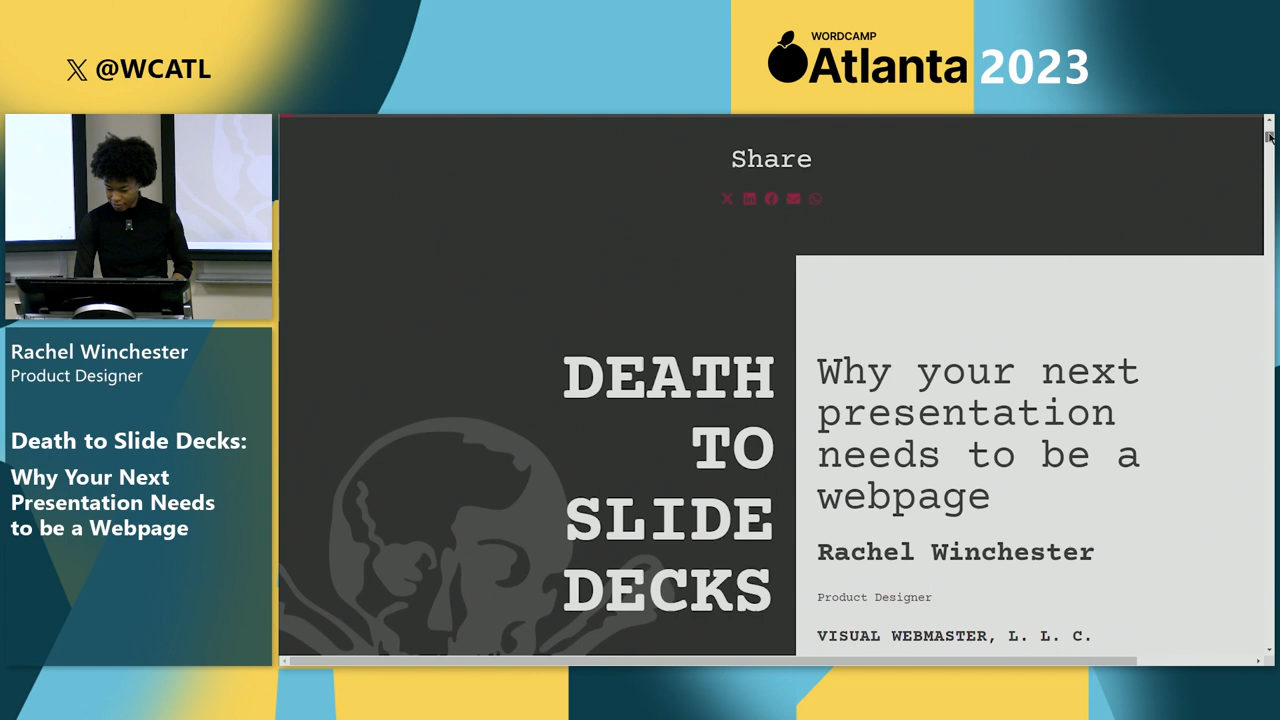 @WCATL
WORDCAMP
Atlanta 2023
Rachel Winchester
Product Designer
Death to Slide Decks:
Why Your Next
Presentation Needs
to be a Webpage
Share
DEATH
TO
SLIDE
DECKS
Why your next
presentation
needs to be a
webpage
Rachel Winchester
Product Designer
VISUAL WEBMASTER, L. L. C.